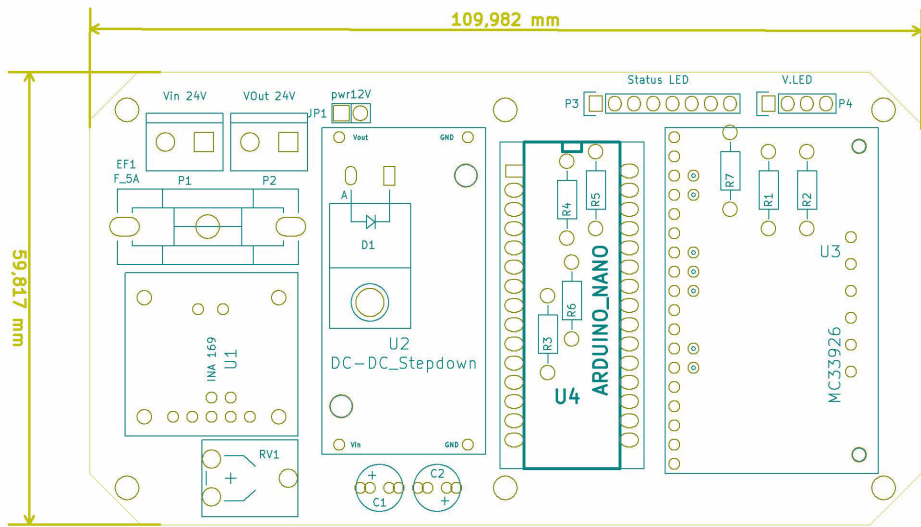 109,982 mm
59,817 mm
Status LED
V.LED
P3
P4
Vin 24V
VOut 24V
pwr12V
JP1
Vout
GND
EF1
F_5A
P1
P2
A
D1
R4
R5
R7
R1
R2
U3
R6
R3
ARDUINO_NANO
U4
MC33926
U2
DC-DC_Stepdown
INA 169
U1
Vin
GND
RV1
+
+
C1
C2
+